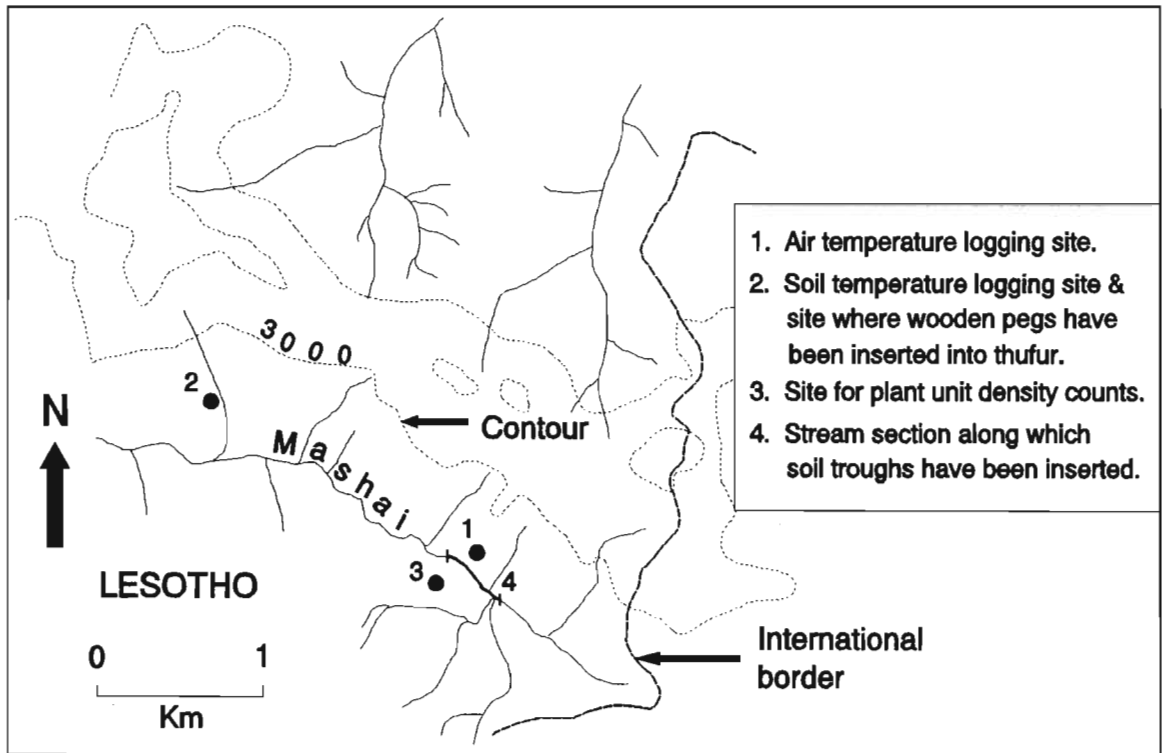 1. Air temperature logging site.
2. Soil temperature logging site &
site where wooden pegs have
been inserted into thufur.
3. Site for plant unit density counts.
4. Stream section along which
soil troughs have been inserted.
3000
2
N
Contour
Mashai
1
3
4
LESOTHO
0 1
Km
International
border